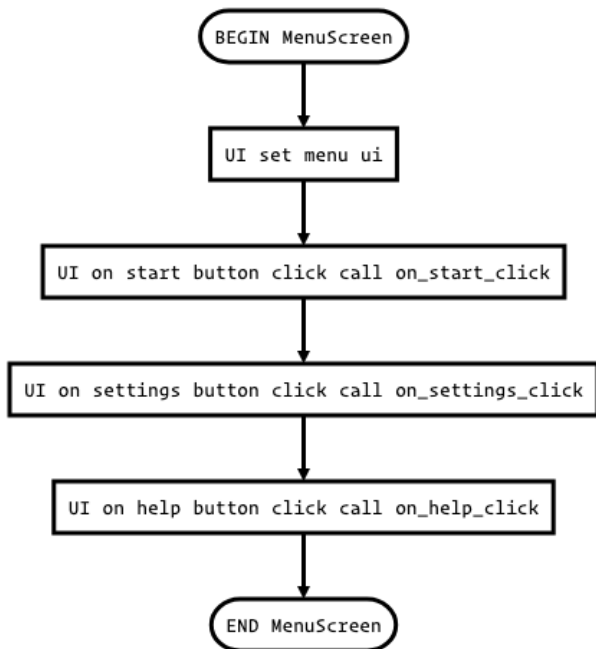 BEGIN MenuScreen
UI set menu ui
UI on start button click call on_start_click
UI on settings button click call on_settings_click
UI on help button click call on_help_click
END MenuScreen